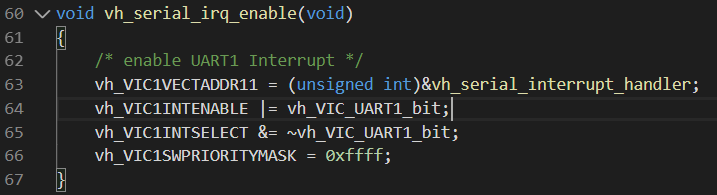 60 void vh_serial_irq_enable(void)
61 {
62 /* enable UART1 Interrupt */
63 vh_VIC1VECTADDR11 = (unsigned int)&vh_serial_interrupt_handler;
64 vh_VIC1INTENABLE |= vh_VIC_UART1_bit;
65 vh_VIC1INTSELECT &= ~vh_VIC_UART1_bit;
66 vh_VIC1SWPRIORITYMASK = 0xffff;
67 }